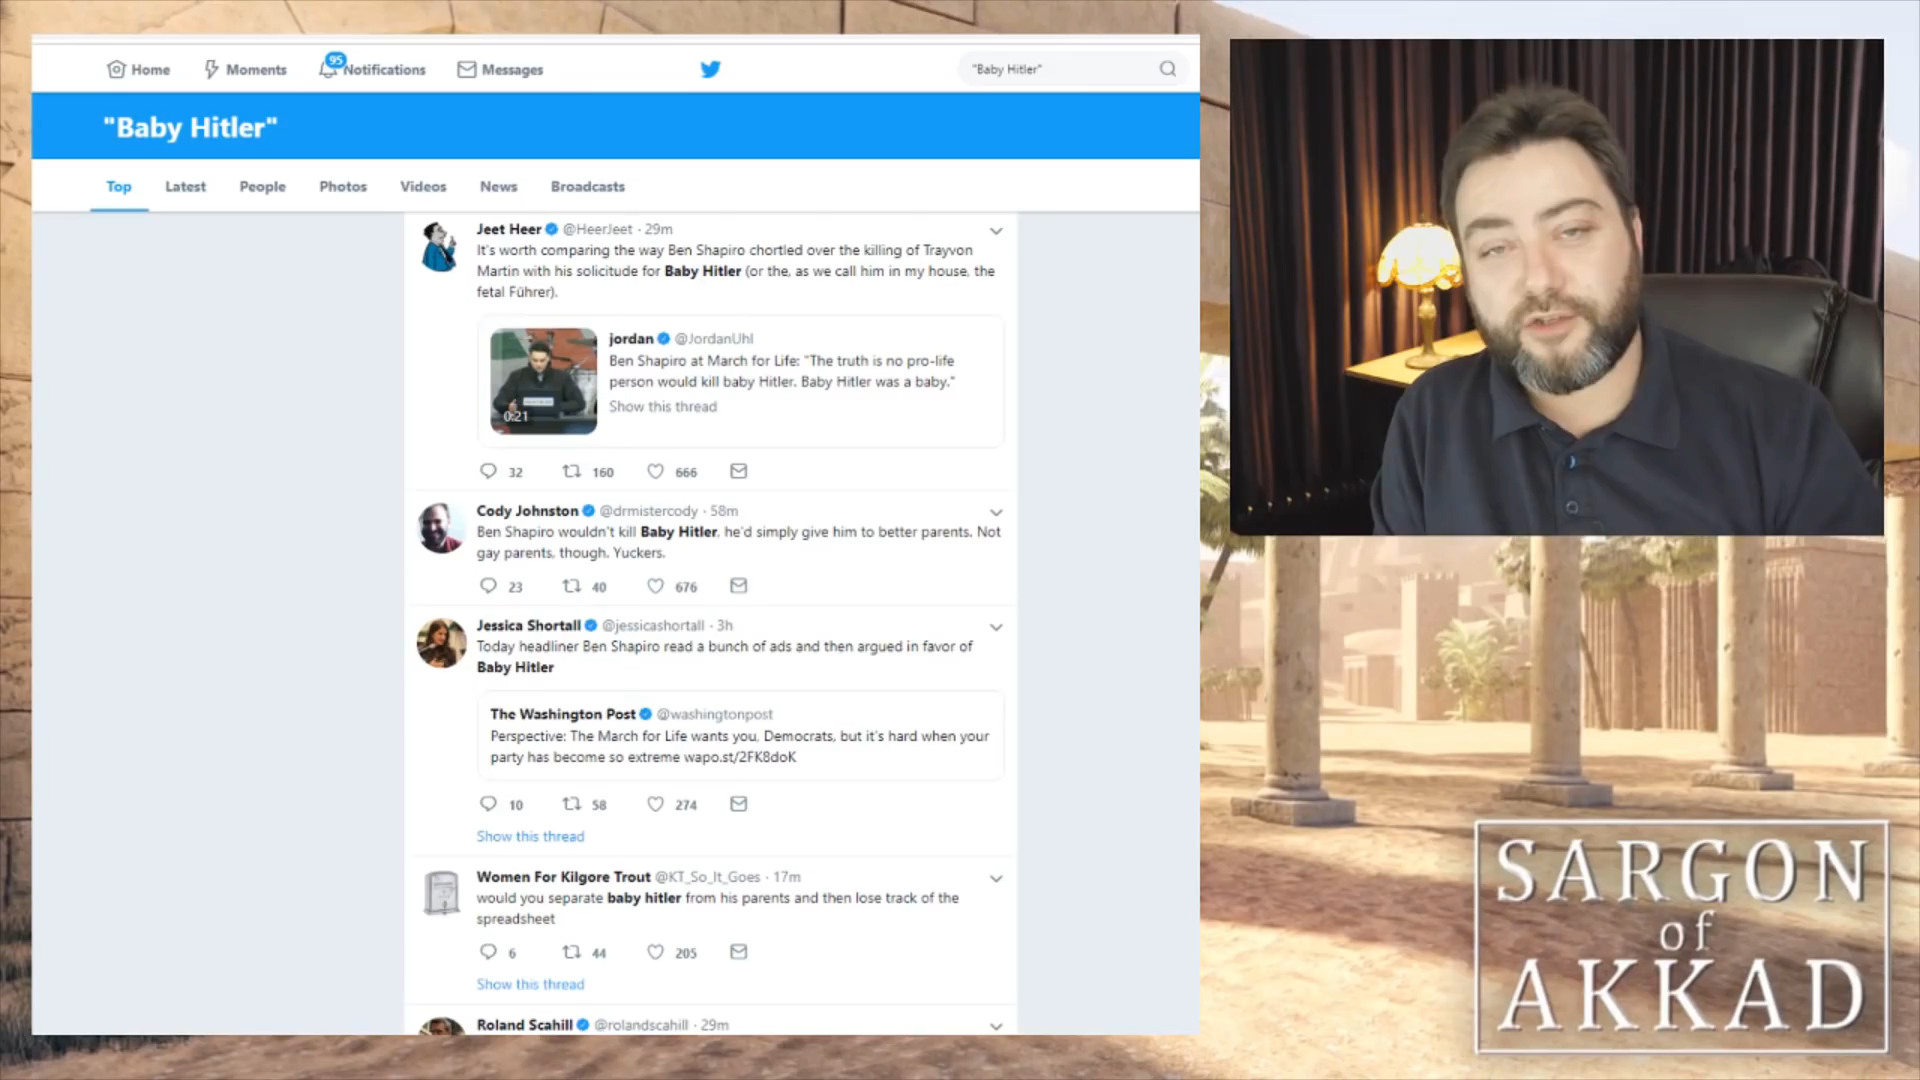 Home
Moments
95
Notifications
Messages
"Baby Hitler"
"Baby Hitler"
Top
Latest
People
Photos
Videos
News
Broadcasts
Jeet Heer @HeerJeet · 29m
It's worth comparing the way Ben Shapiro chortled over the killing of Trayvon
Martin with his solicitude for Baby Hitler (or the, as we call him in my house, the
fetal Führer).
jordan @JordanUhl
Ben Shapiro at March for Life: "The truth is no pro-life
person would kill baby Hitler. Baby Hitler was a baby."
Show this thread
0:21
32 160 666
Cody Johnston @drmistercody · 58m
Ben Shapiro wouldn't kill Baby Hitler, he'd simply give him to better parents. Not
gay parents, though. Yuckers.
23 40 676
Jessica Shortall @jessicashortall · 3h
Today headliner Ben Shapiro read a bunch of ads and then argued in favor of
Baby Hitler
The Washington Post @washingtonpost
Perspective: The March for Life wants you, Democrats, but it's hard when your
party has become so extreme wapo.st/2FK8doK
10 58 274
Show this thread
Women For Kilgore Trout @KT_So_It_Goes · 17m
would you separate baby hitler from his parents and then lose track of the
spreadsheet
6 44 205
Show this thread
Roland Scahill @rolandscahill · 29m
SARGON
of
AKKAD